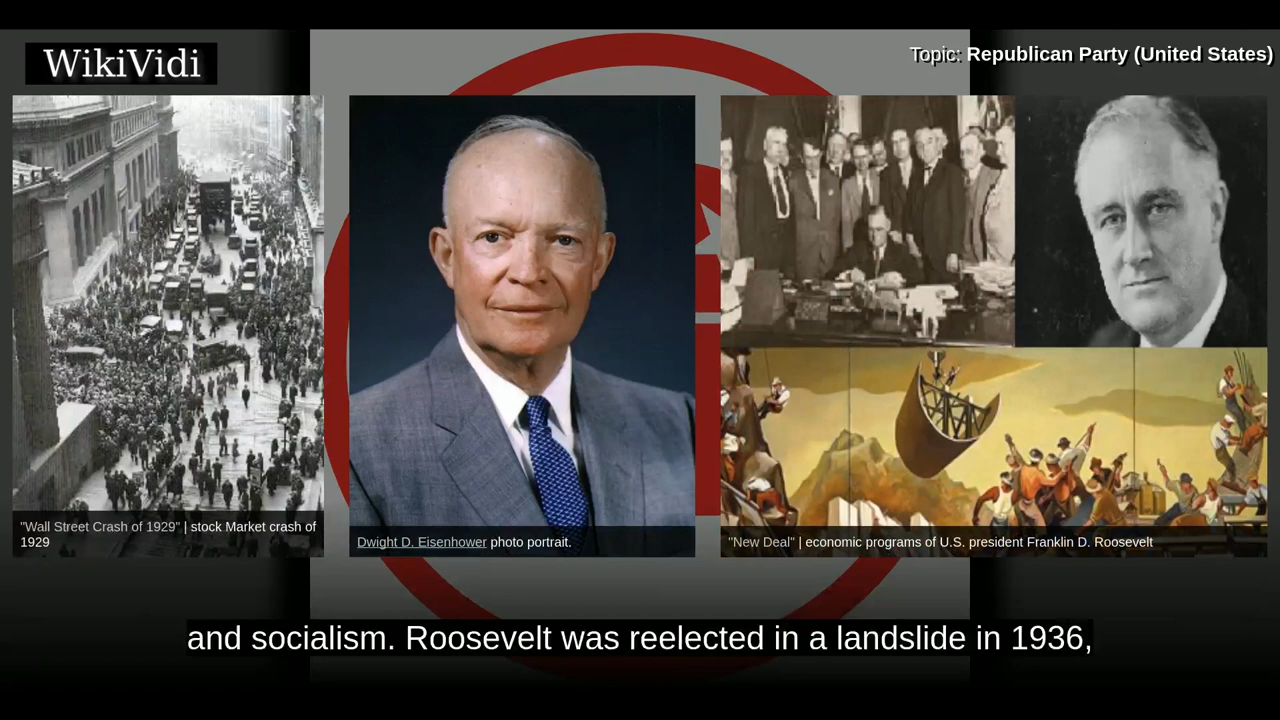 WikiVidi
Topic: Republican Party (United States)
"Wall Street Crash of 1929" | stock Market crash of
1929
Dwight D. Eisenhower photo portrait.
"New Deal" | economic programs of U.S. president Franklin D. Roosevelt
and socialism. Roosevelt was reelected in a landslide in 1936,